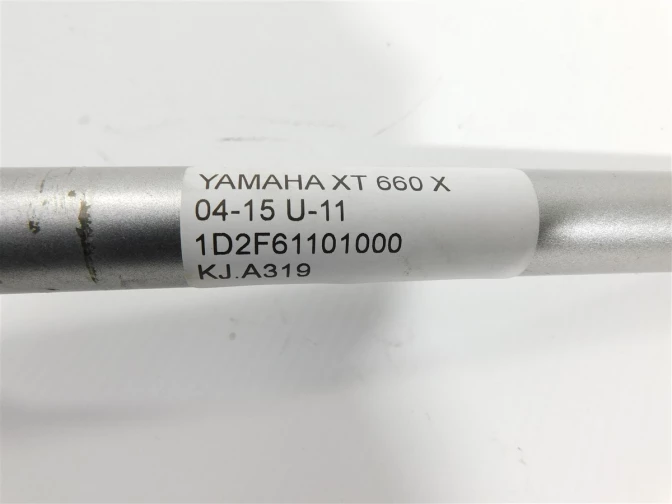 YAMAHA XT 660 X
04-15 U-11
1D2F61101000
KJ.A319